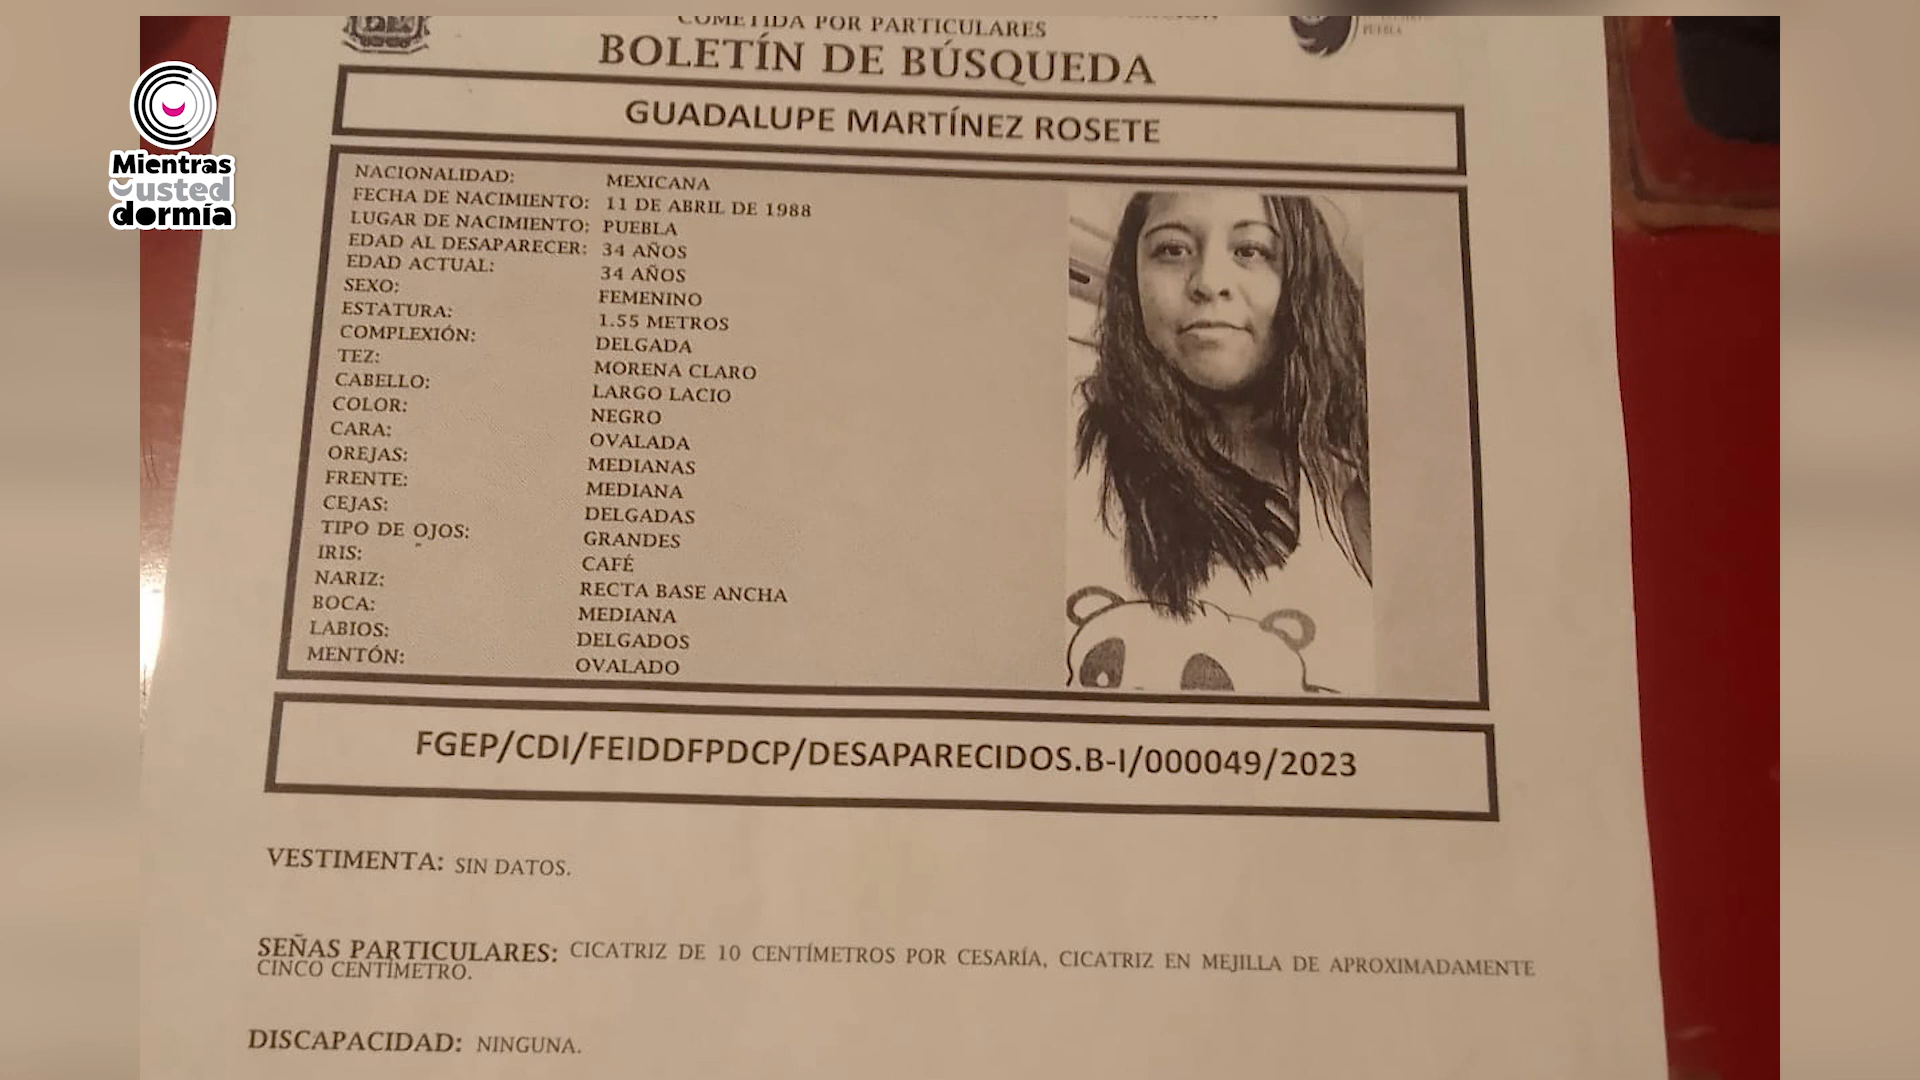 COMETIDA POR PARTICULARES
BOLETÍN DE BÚSQUEDA
PUEBLA
Mientras
usted
dormía
GUADALUPE MARTÍNEZ ROSETE
NACIONALIDAD: MEXICANA
FECHA DE NACIMIENTO: 11 DE ABRIL DE 1988
LUGAR DE NACIMIENTO: PUEBLA
EDAD AL DESAPARECER: 34 AÑOS
EDAD ACTUAL: 34 AÑOS
SEXO: FEMENINO
ESTATURA: 1.55 METROS
COMPLEXIÓN: DELGADA
TEZ: MORENA CLARO
CABELLO: LARGO LACIO
COLOR: NEGRO
CARA: OVALADA
OREJAS: MEDIANAS
FRENTE: MEDIANA
CEJAS: DELGADAS
TIPO DE OJOS: GRANDES
IRIS: CAFÉ
NARIZ: RECTA BASE ANCHA
BOCA: MEDIANA
LABIOS: DELGADOS
MENTÓN: OVALADO
FGEP/CDI/FEIDDFPDCP/DESAPARECIDOS.B-I/000049/2023
VESTIMENTA: SIN DATOS.
SEÑAS PARTICULARES: CICATRIZ DE 10 CENTÍMETROS POR CESARÍA, CICATRIZ EN MEJILLA DE APROXIMADAMENTE
CINCO CENTÍMETRO.
DISCAPACIDAD: NINGUNA.